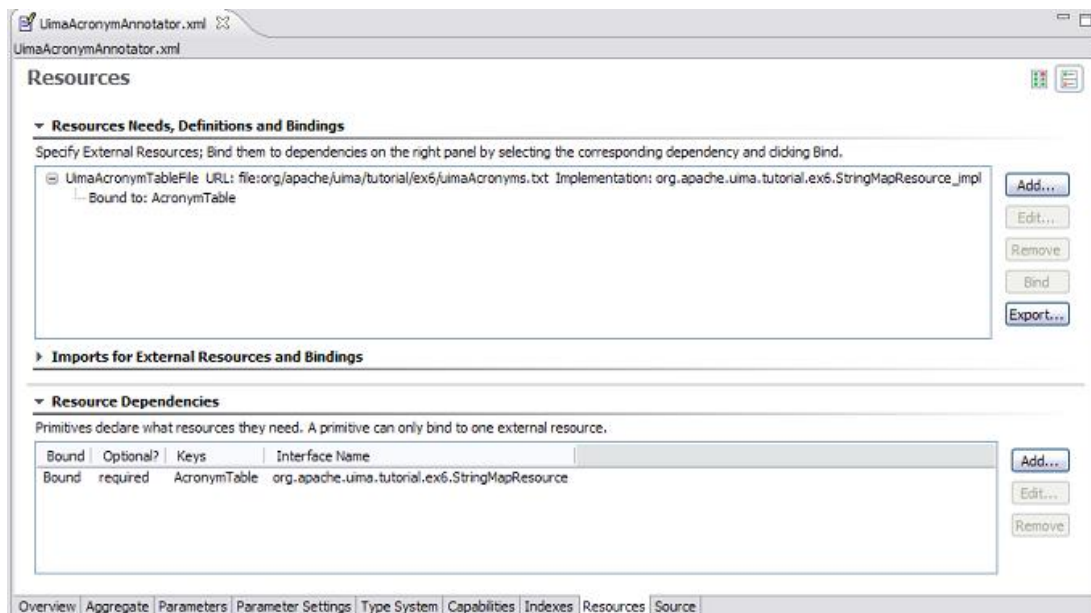 UimaAcronymAnnotator.xml
UimaAcronymAnnotator.xml
Resources
Resources Needs, Definitions and Bindings
Specify External Resources; Bind them to dependencies on the right panel by selecting the corresponding dependency and clicking Bind.
UimaAcronymTableFile URL: file:org/apache/uima/tutorial/ex6/uimaAcronyms.txt Implementation: org.apache.uima.tutorial.ex6.StringMapResource_impl
Bound to: AcronymTable
Add...
Edit...
Remove
Bind
Export...
Imports for External Resources and Bindings
Resource Dependencies
Primitives declare what resources they need. A primitive can only bind to one external resource.
Bound Optional? Keys Interface Name
Bound required AcronymTable org.apache.uima.tutorial.ex6.StringMapResource
Add...
Edit...
Remove
Overview Aggregate Parameters Parameter Settings Type System Capabilities Indexes Resources Source